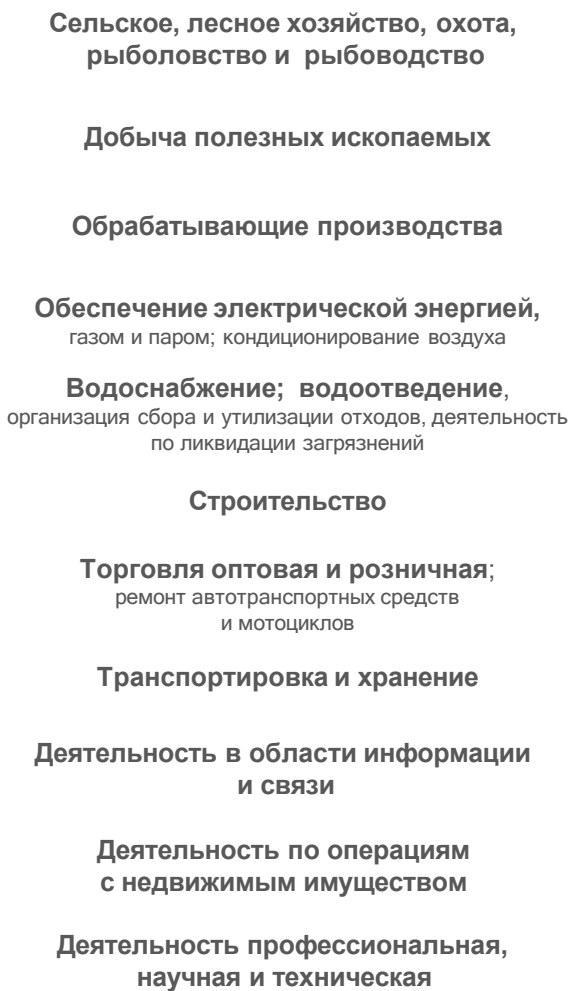 Сельское, лесное хозяйство, охота,
рыболовство и рыбоводство
Добыча полезных ископаемых
Обрабатывающие производства
Обеспечение электрической энергией,
газом и паром; кондиционирование воздуха
Водоснабжение; водоотведение,
организация сбора и утилизации отходов, деятельность
по ликвидации загрязнений
Строительство
Торговля оптовая и розничная;
ремонт автотранспортных средств
и мотоциклов
Транспортировка и хранение
Деятельность в области информации
и связи
Деятельность по операциям
с недвижимым имуществом
Деятельность профессиональная,
научная и техническая